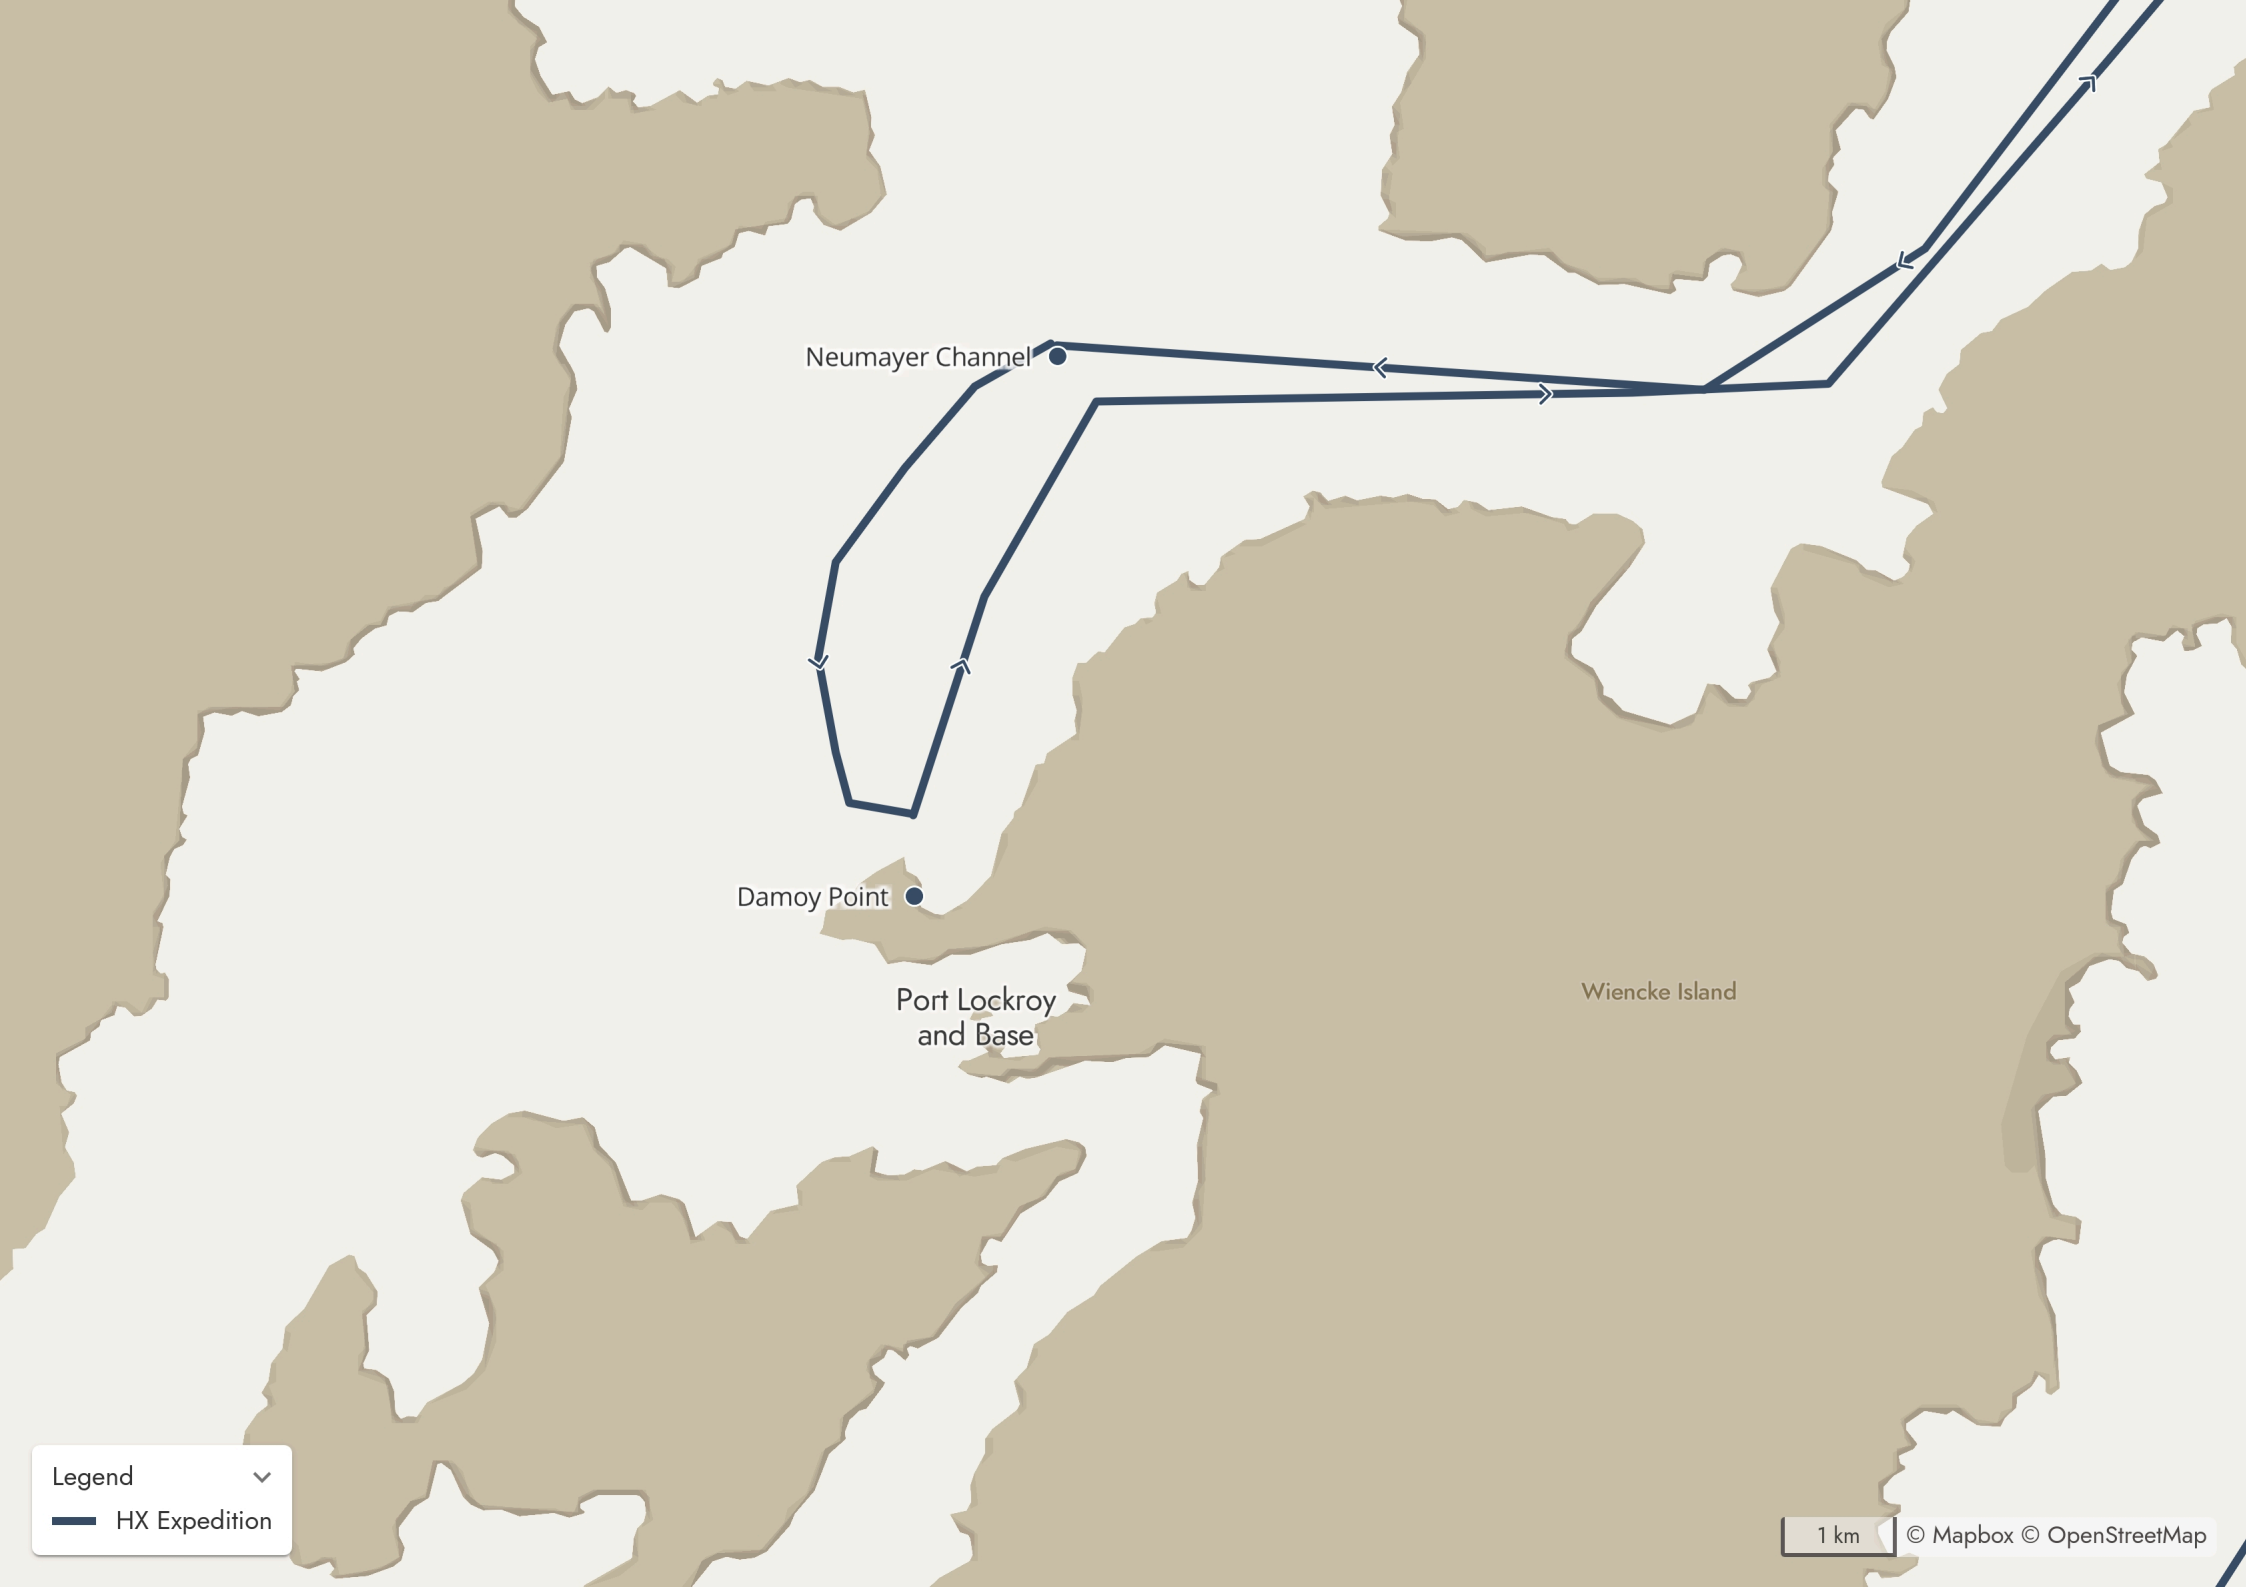 Neumayer Channel
Damoy Point
Port Lockroy
and Base
Wiencke Island
Legend
HX Expedition
1 km
© Mapbox © OpenStreetMap